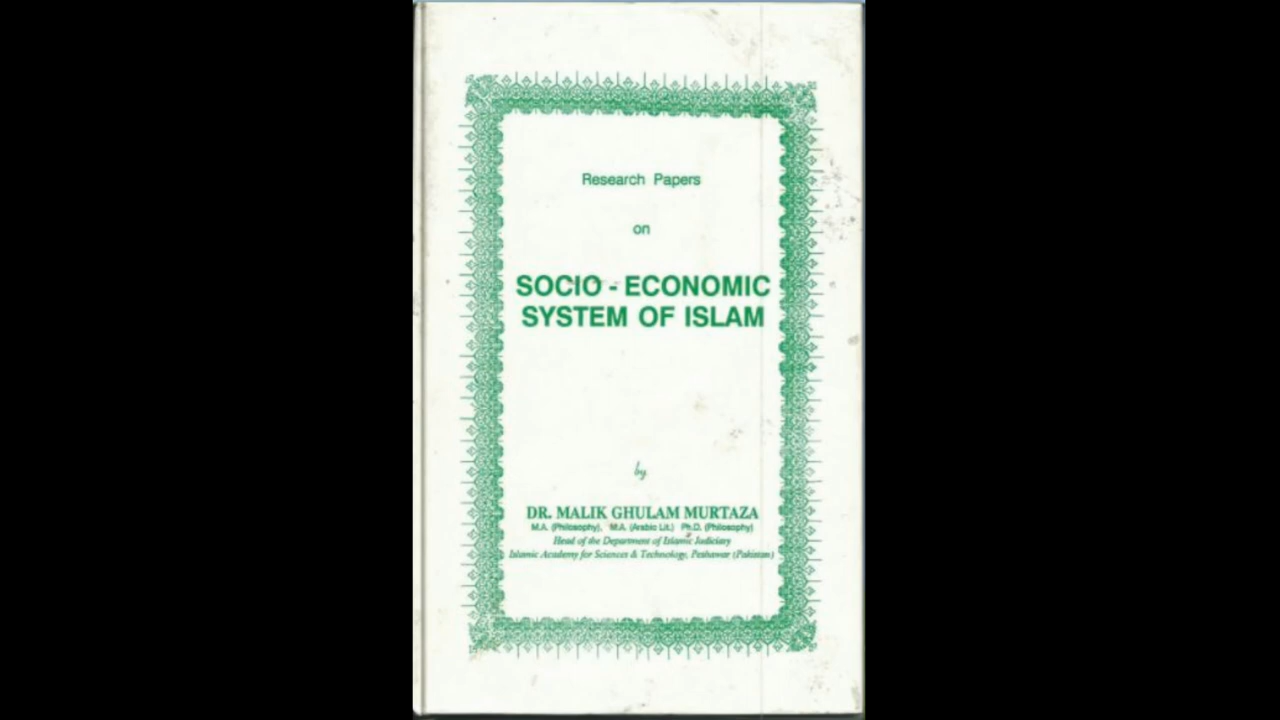 Research Papers
on
SOCIO - ECONOMIC
SYSTEM OF ISLAM
by
DR. MALIK GHULAM MURTAZA
M.A. (Philosophy), M.A. (Arabic Lit.) Ph.D. (Philosophy)
Head of the Department of Islamic Judiciary
Islamic Academy for Sciences & Technology, Peshawar (Pakistan)